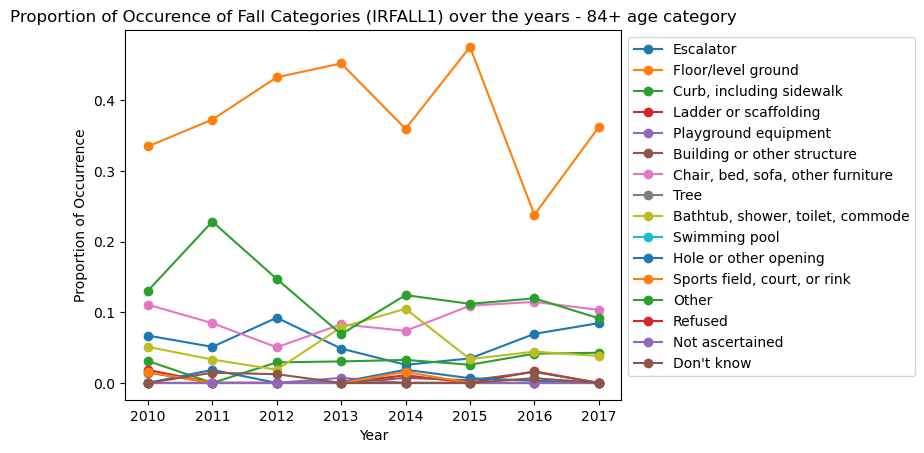 Proportion of Occurence of Fall Categories (IRFALL1) over the years - 84+ age category
Proportion of Occurrence
0.4
0.3
0.2
0.1
0.0
2010 2011 2012 2013 2014 2015 2016 2017
Year
Escalator
Floor/level ground
Curb, including sidewalk
Ladder or scaffolding
Playground equipment
Building or other structure
Chair, bed, sofa, other furniture
Tree
Bathtub, shower, toilet, commode
Swimming pool
Hole or other opening
Sports field, court, or rink
Other
Refused
Not ascertained
Don't know